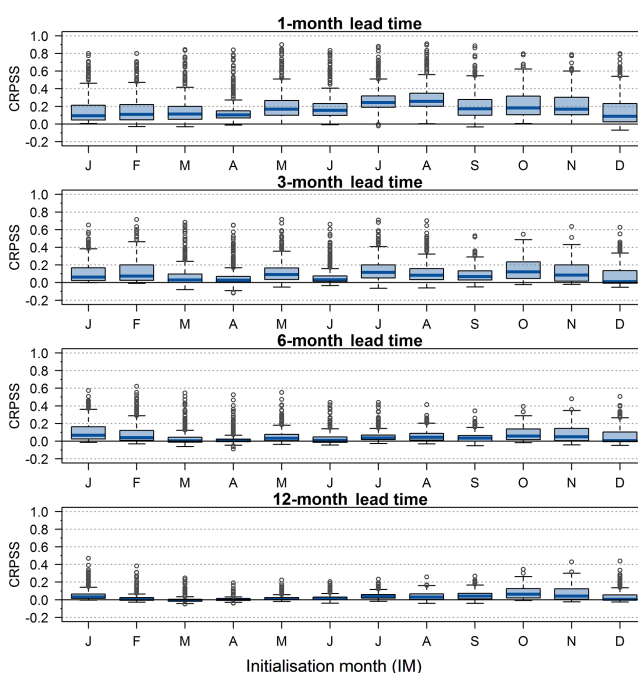 1-month lead time
CRPSS
1.0
0.8
0.6
0.4
0.2
0.0
-0.2
J F M A M J J A S O N D
3-month lead time
CRPSS
1.0
0.8
0.6
0.4
0.2
0.0
-0.2
J F M A M J J A S O N D
6-month lead time
CRPSS
1.0
0.8
0.6
0.4
0.2
0.0
-0.2
J F M A M J J A S O N D
12-month lead time
CRPSS
1.0
0.8
0.6
0.4
0.2
0.0
-0.2
J F M A M J J A S O N D
Initialisation month (IM)